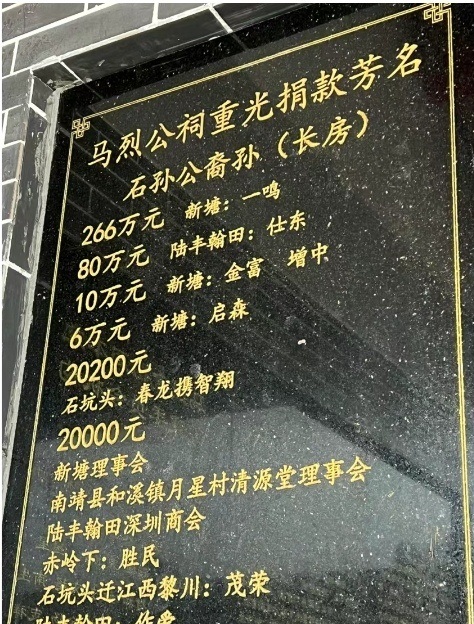 马烈公祠重光捐款芳名
石孙公裔孙（长房）
266万元 新塘：一鸣
80万元 陆丰翰田：仕东
10万元 新塘：金富 增中
6万元 新塘：启森
20200元
石坑头：春龙携智翔
20000元
新塘理事会
南靖县和溪镇月星村清源堂理事会
陆丰翰田深圳商会
赤岭下：胜民
石坑头迁江西黎川：茂荣
陆丰翰田：作爱